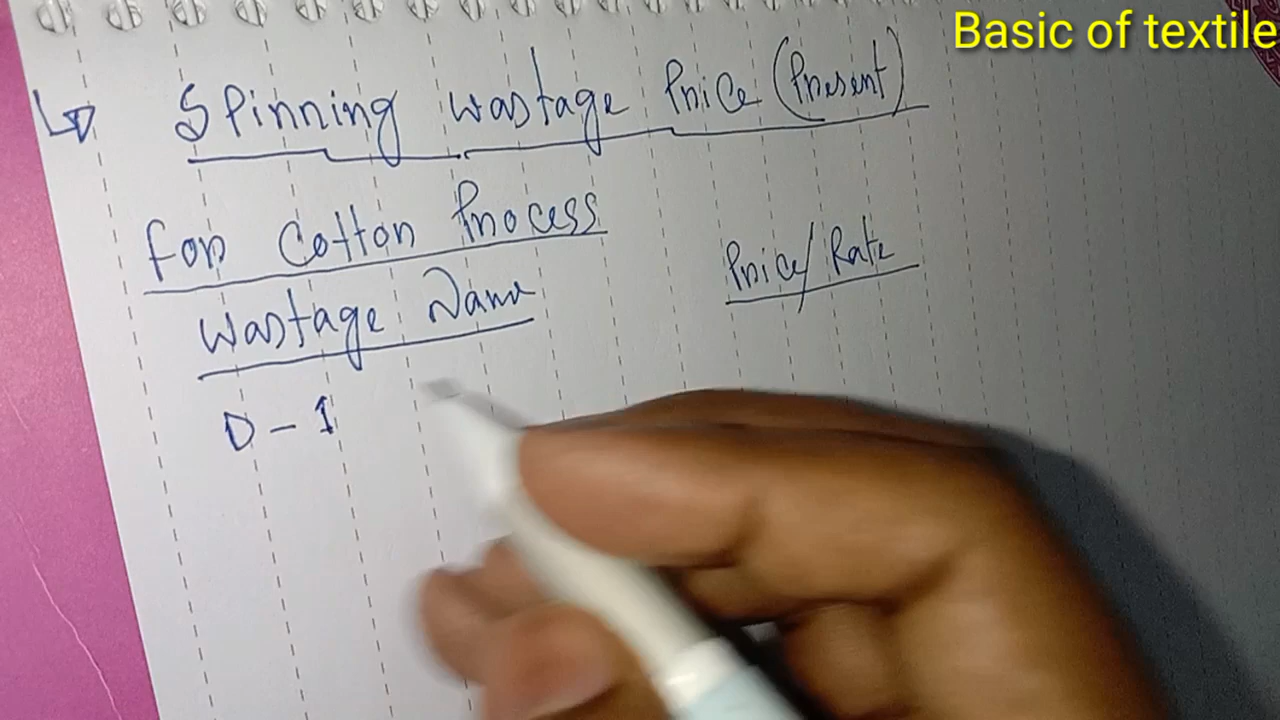 Basic of textile
Spinning Wastage Price (Present)
For Cotton Process
Wastage Name
Price/Rate
D-1